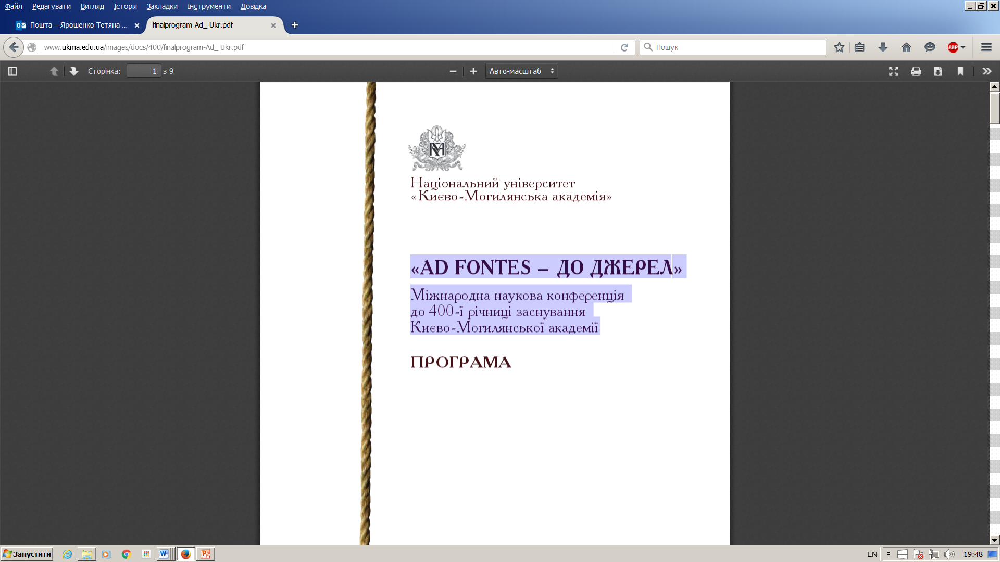 Файл Редагувати Вигляд Історія Закладки Інструменти Довідка
Пошта – Ярошенко Тетяна ... finalprogram-Ad_ Ukr.pdf
www.ukma.edu.ua/images/docs/400/finalprogram-Ad_ Ukr.pdf Пошук ABP
Сторінка: 1 з 9 Авто-масштаб
Національний університет
«Києво-Могилянська академія»
«AD FONTES – ДО ДЖЕРЕЛ»
Міжнародна наукова конференція
до 400-ї річниці заснування
Києво-Могилянської академії
ПРОГРАМА
Запустити EN 19:48